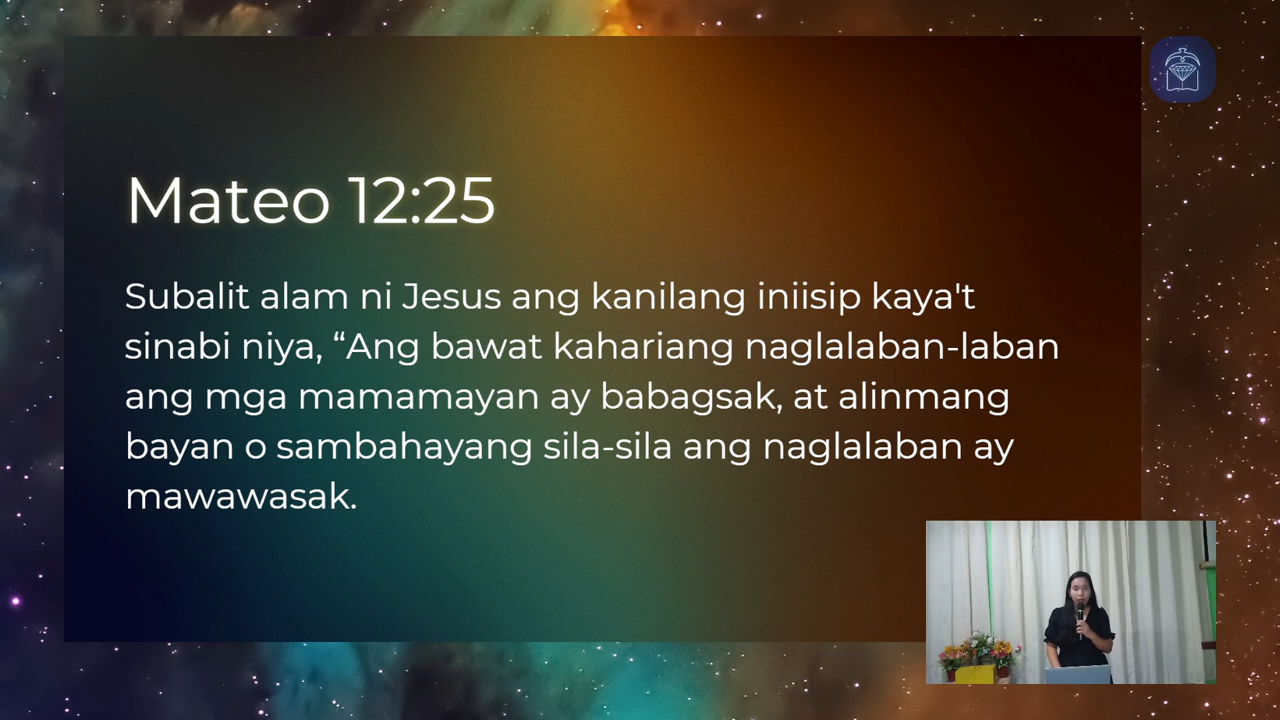 Mateo 12:25
Subalit alam ni Jesus ang kanilang iniisip kaya't
sinabi niya, “Ang bawat kahariang naglalaban-laban
ang mga mamamayan ay babagsak, at alinmang
bayan o sambahayang sila-sila ang naglalaban ay
mawawasak.